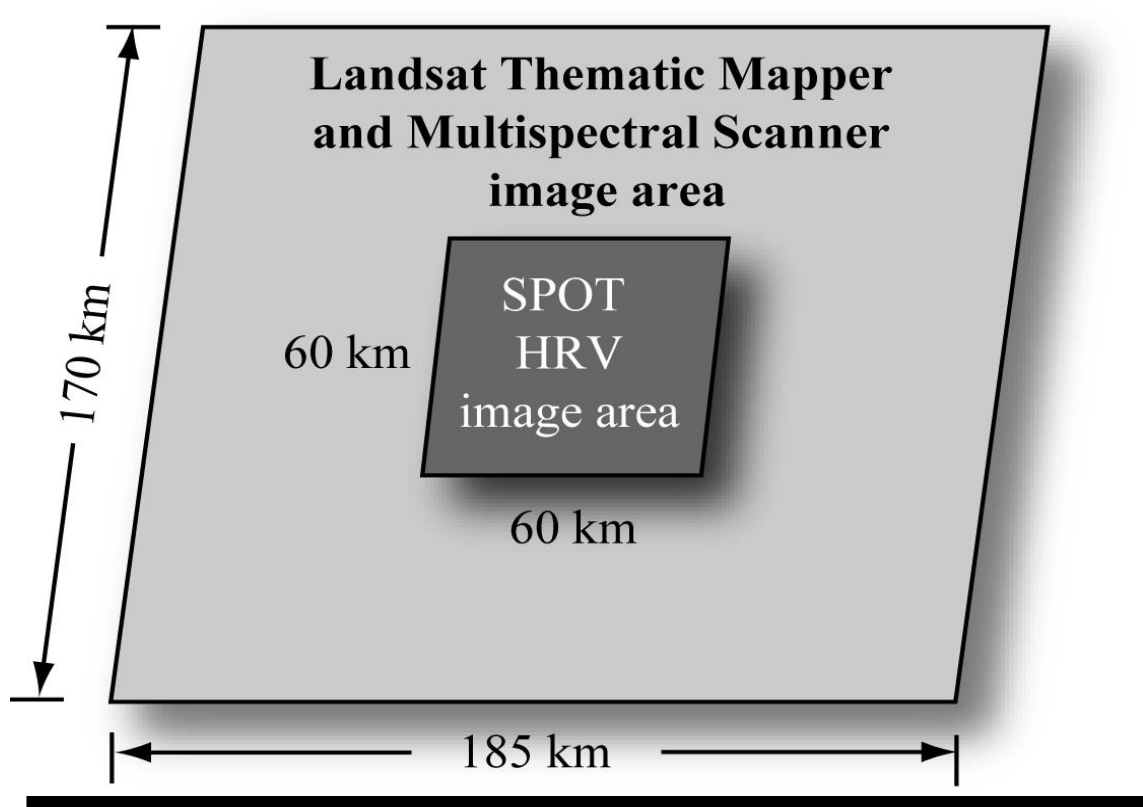 Landsat Thematic Mapper
and Multispectral Scanner
image area
SPOT
HRV
image area
60 km
60 km
170 km
185 km